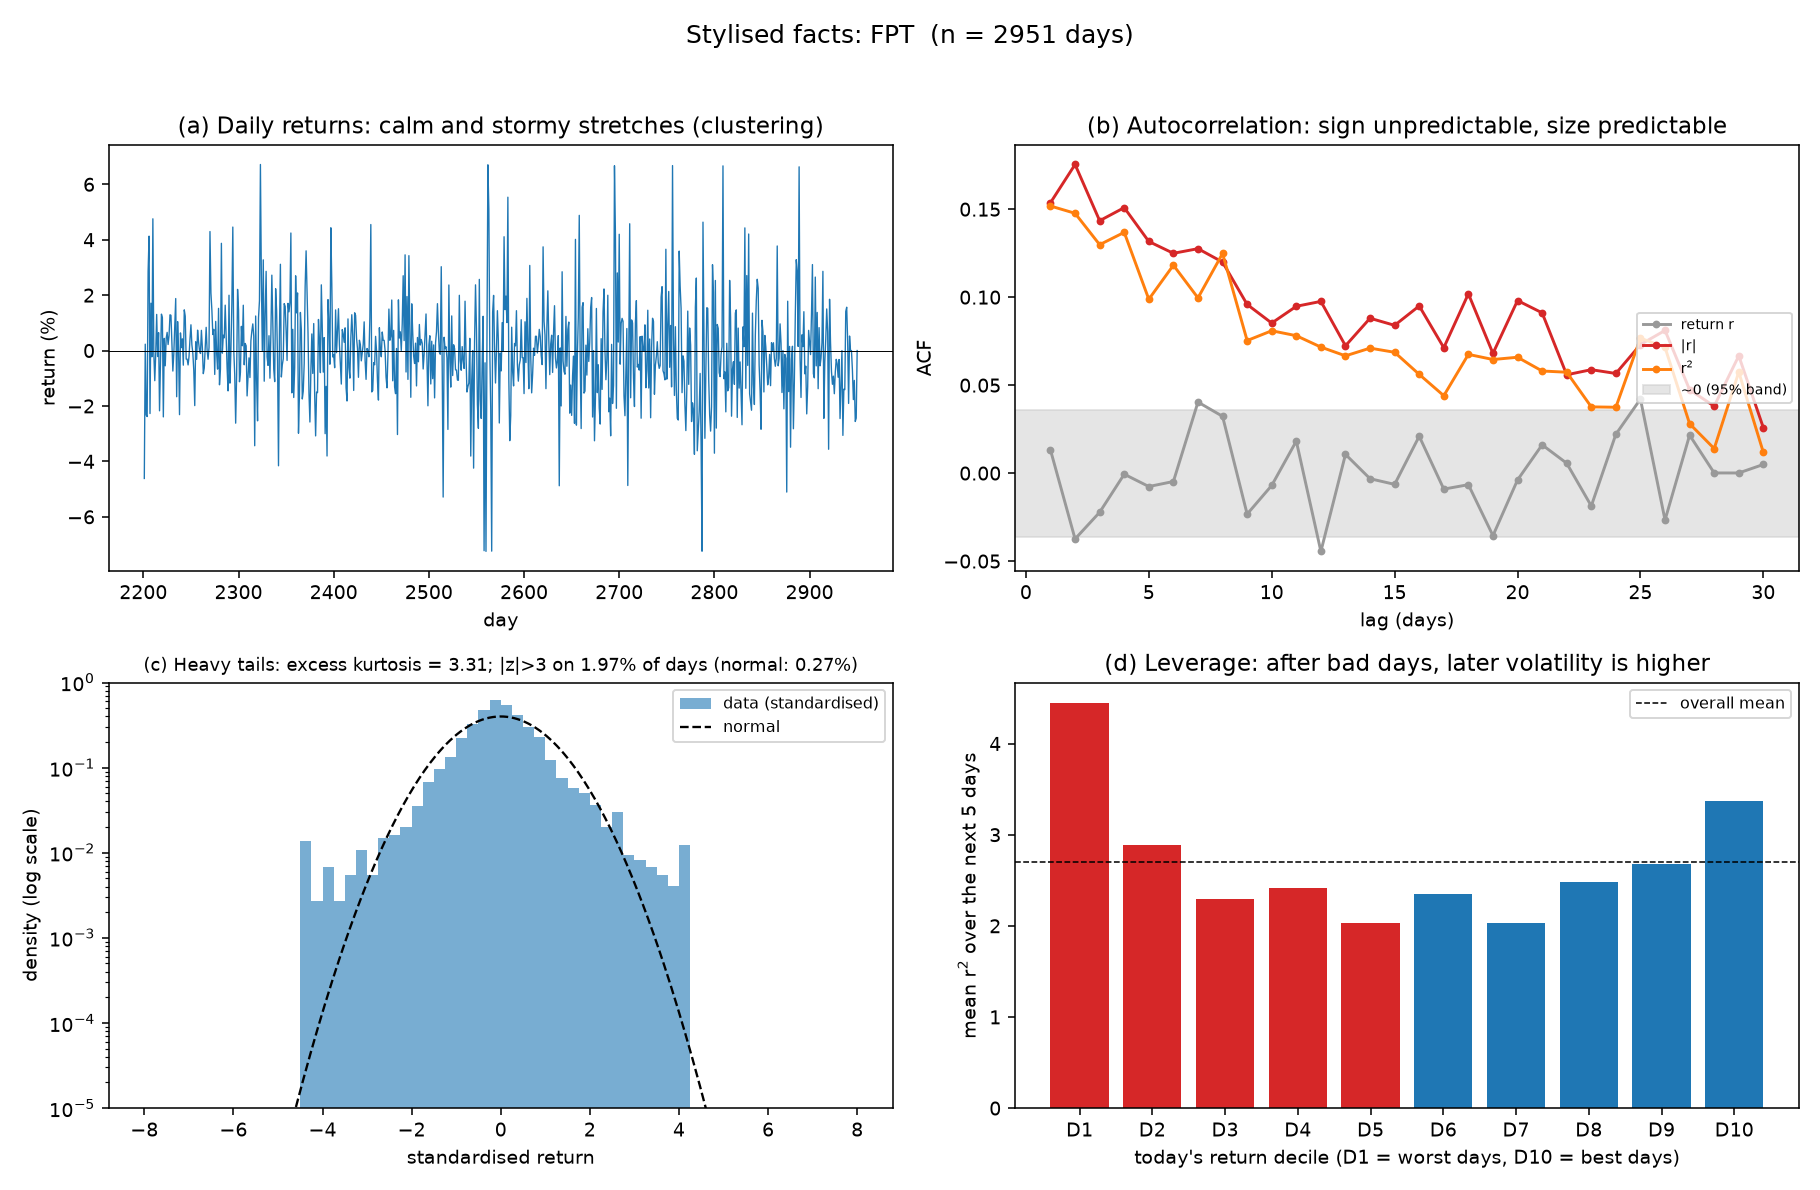 Stylised facts: FPT (n = 2951 days)
(a) Daily returns: calm and stormy stretches (clustering)
return (%)
6
4
2
0
−2
−4
−6
2200 2300 2400 2500 2600 2700 2800 2900
day
(b) Autocorrelation: sign unpredictable, size predictable
ACF
0.15
0.10
0.05
0.00
−0.05
return r
|r|
r²
~0 (95% band)
0 5 10 15 20 25 30
lag (days)
(c) Heavy tails: excess kurtosis = 3.31; |z|>3 on 1.97% of days (normal: 0.27%)
density (log scale)
10⁰
10⁻¹
10⁻²
10⁻³
10⁻⁴
10⁻⁵
data (standardised)
normal
−8 −6 −4 −2 0 2 4 6 8
standardised return
(d) Leverage: after bad days, later volatility is higher
mean r² over the next 5 days
4
3
2
1
0
overall mean
D1 D2 D3 D4 D5 D6 D7 D8 D9 D10
today's return decile (D1 = worst days, D10 = best days)